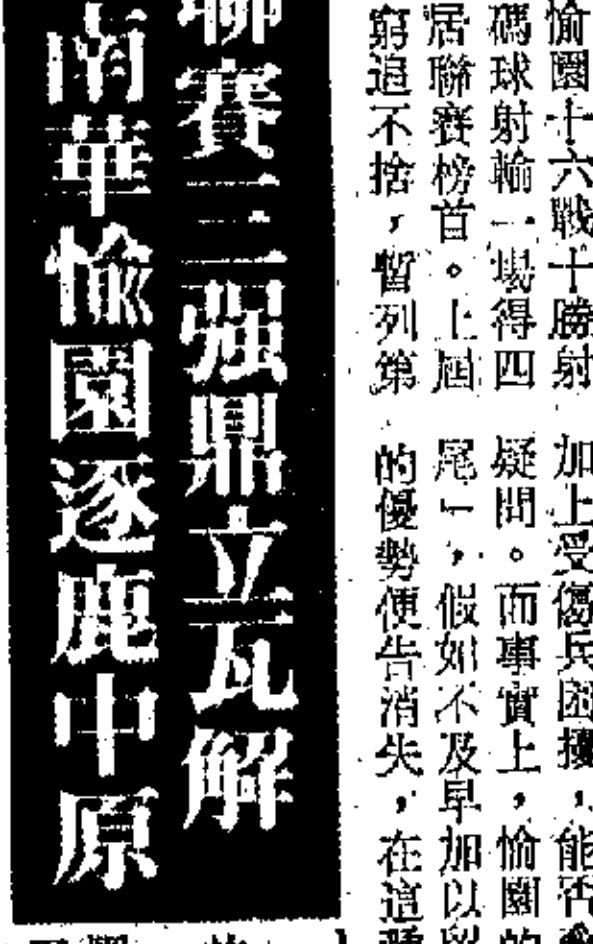 聯賽三強鼎立瓦解
南華愉園逐鹿中原
愉園十六戰十勝射
碼球射輸一場得四
居聯賽榜首。上屆
窮追不捨,暫列第
加上受傷兵困擾,能否
疑問。而事實上,愉園的
尾」,假如不及早加以留
的優勢便告消失,在這種